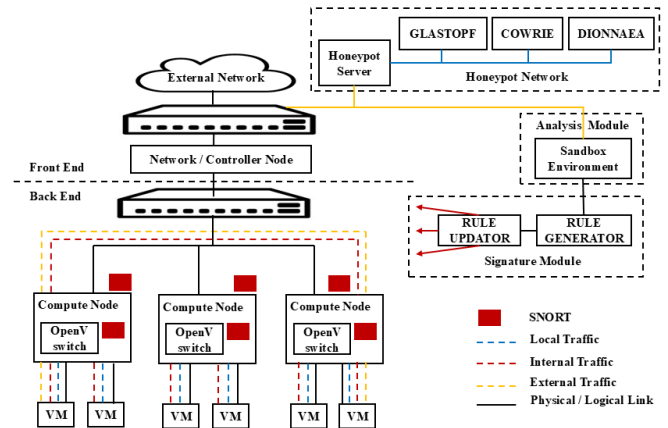 GLASTOPF
COWRIE
DIONNAEA
Honeypot
Server
Honeypot Network
External Network
Analysis Module
Sandbox
Environment
Network / Controller Node
Front End
Back End
RULE
UPDATOR
RULE
GENERATOR
Signature Module
Compute Node
OpenV
switch
Compute Node
OpenV
switch
Compute Node
OpenV
switch
VM
VM
VM
VM
VM
VM
SNORT
Local Traffic
Internal Traffic
External Traffic
Physical / Logical Link